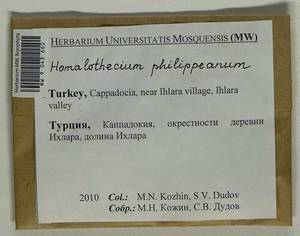 HERBARIUM UNIVERSITATIS MOSQUENSIS (MW)
Homalothecium philippeanum
Turkey, Cappadocia, near Ihlara village, Ihlara
valley
Турция, Каппадокия, окрестности деревни
Ихлара, долина Ихлара
2010 Col.: M.N. Kozhin, S.V. Dudov
Собр.: М.Н. Кожин, С.В. Дудов